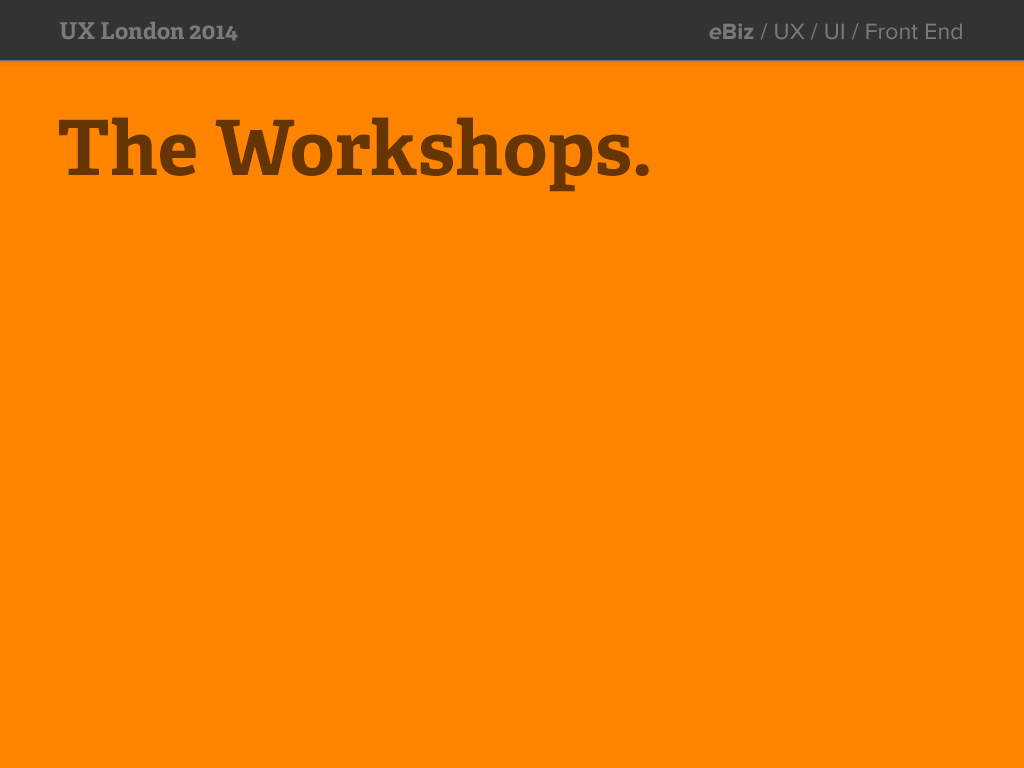 UX London 2014
eBiz / UX / UI / Front End
The Workshops.